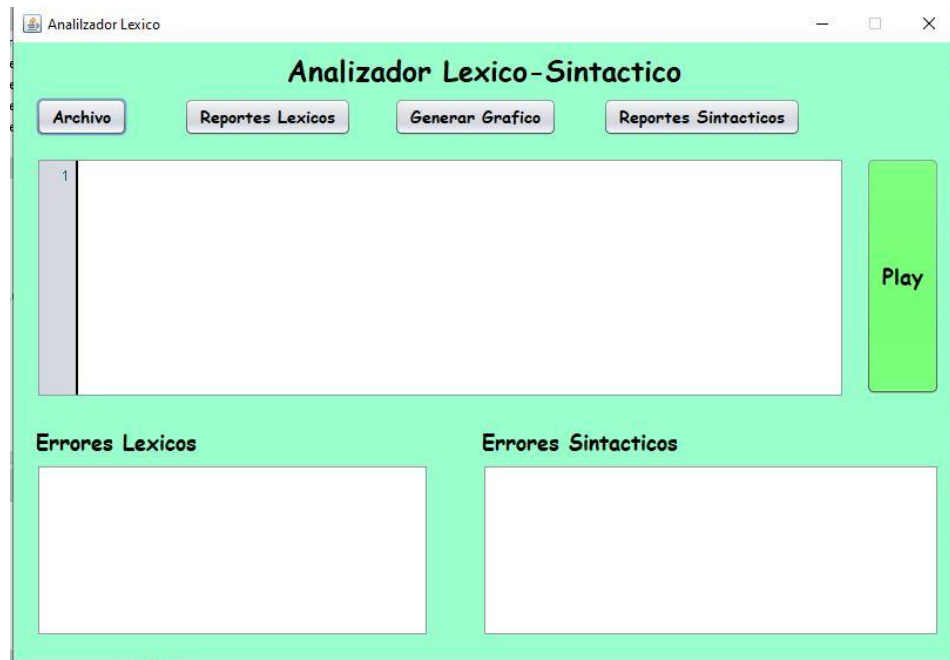 Analilzador Lexico
Analizador Lexico-Sintactico
Archivo
Reportes Lexicos
Generar Grafico
Reportes Sintacticos
1
Play
Errores Lexicos
Errores Sintacticos